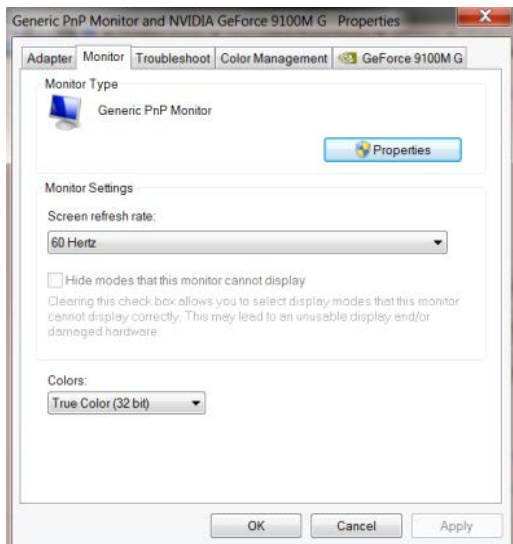 Generic PnP Monitor and NVIDIA GeForce 9100M G Properties
Adapter Monitor Troubleshoot Color Management GeForce 9100M G
Monitor Type
Generic PnP Monitor
Properties
Monitor Settings
Screen refresh rate:
60 Hertz
Hide modes that this monitor cannot display
Clearing this check box allows you to select display modes that this monitor
cannot display correctly. This may lead to an unusable display and/or
damaged hardware.
Colors:
True Color (32 bit)
OK Cancel Apply